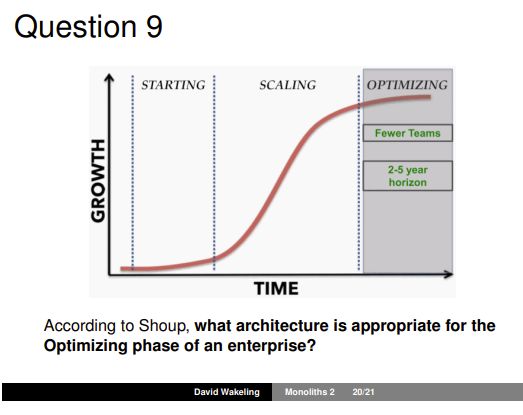 Question 9
STARTING
SCALING
OPTIMIZING
Fewer Teams
2-5 year
horizon
GROWTH
TIME
According to Shoup, what architecture is appropriate for the
Optimizing phase of an enterprise?
David Wakeling Monoliths 2 20/21